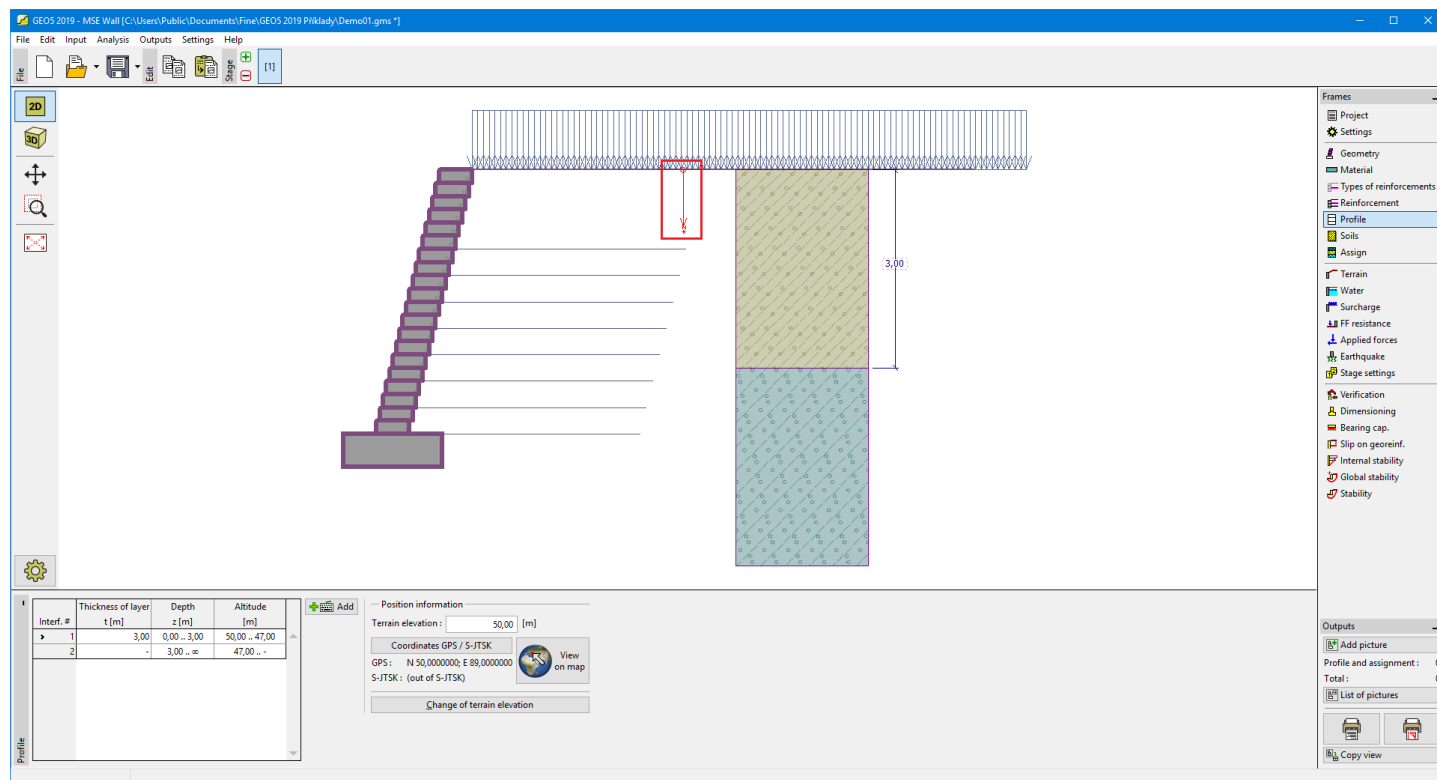 GEO5 2019 - MSE Wall [C:\Users\Public\Documents\Fine\GEO5 2019 Příklady\Demo01.gms *]
File Edit Input Analysis Outputs Settings Help
File
Edit
Stage
[1]
2D
3D
3,00
Frames
Project
Settings
Geometry
Material
Types of reinforcements
Reinforcement
Profile
Soils
Assign
Terrain
Water
Surcharge
FF resistance
Applied forces
Earthquake
Stage settings
Verification
Dimensioning
Bearing cap.
Slip on georeinf.
Internal stability
Global stability
Stability
Outputs
Add picture
Profile and assignment :
Total :
List of pictures
Copy view
Profile
Interf. # Thickness of layer t [m] Depth z [m] Altitude [m]
1 3,00 0,00 .. 3,00 50,00 .. 47,00
2 - 3,00 .. ∞ 47,00 .. -
Add
Position information
Terrain elevation : 50,00 [m]
Coordinates GPS / S-JTSK
GPS : N 50,0000000; E 89,0000000
S-JTSK : (out of S-JTSK)
View on map
Change of terrain elevation